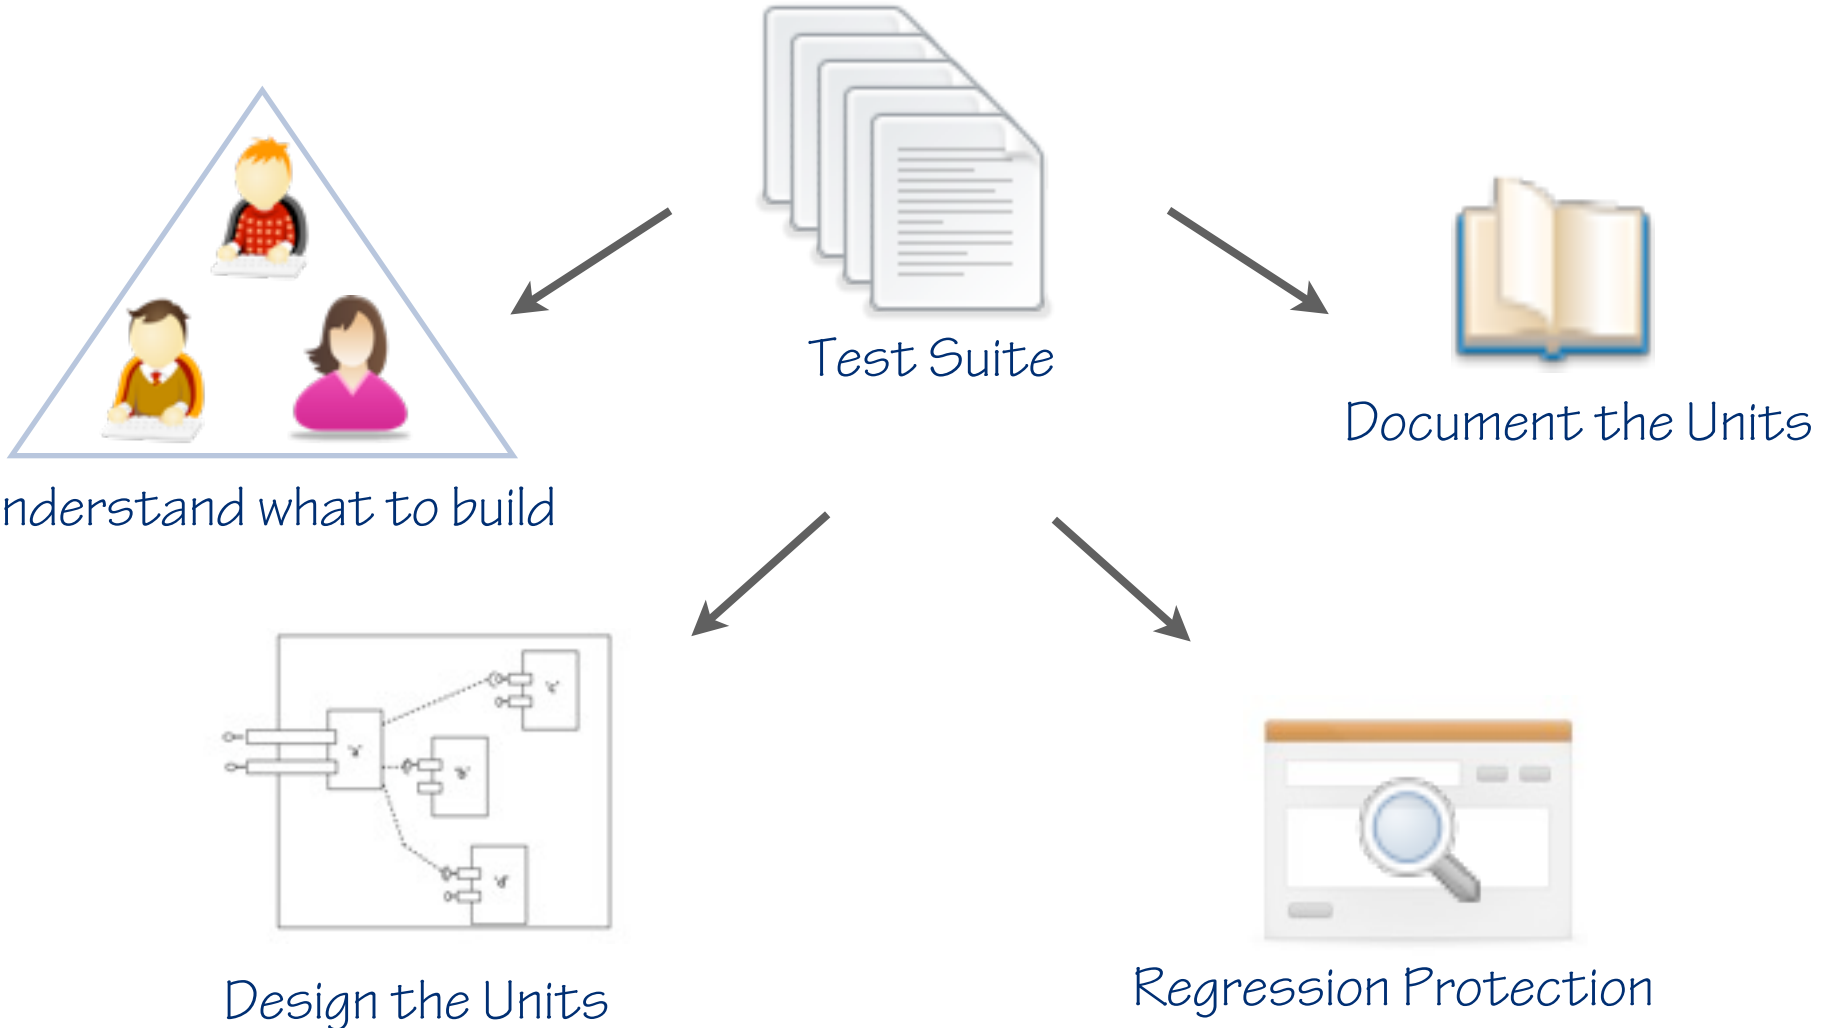 Test Suite
Document the Units
nderstand what to build
Design the Units
Regression Protection
"a"
"b"
"c"
"d"